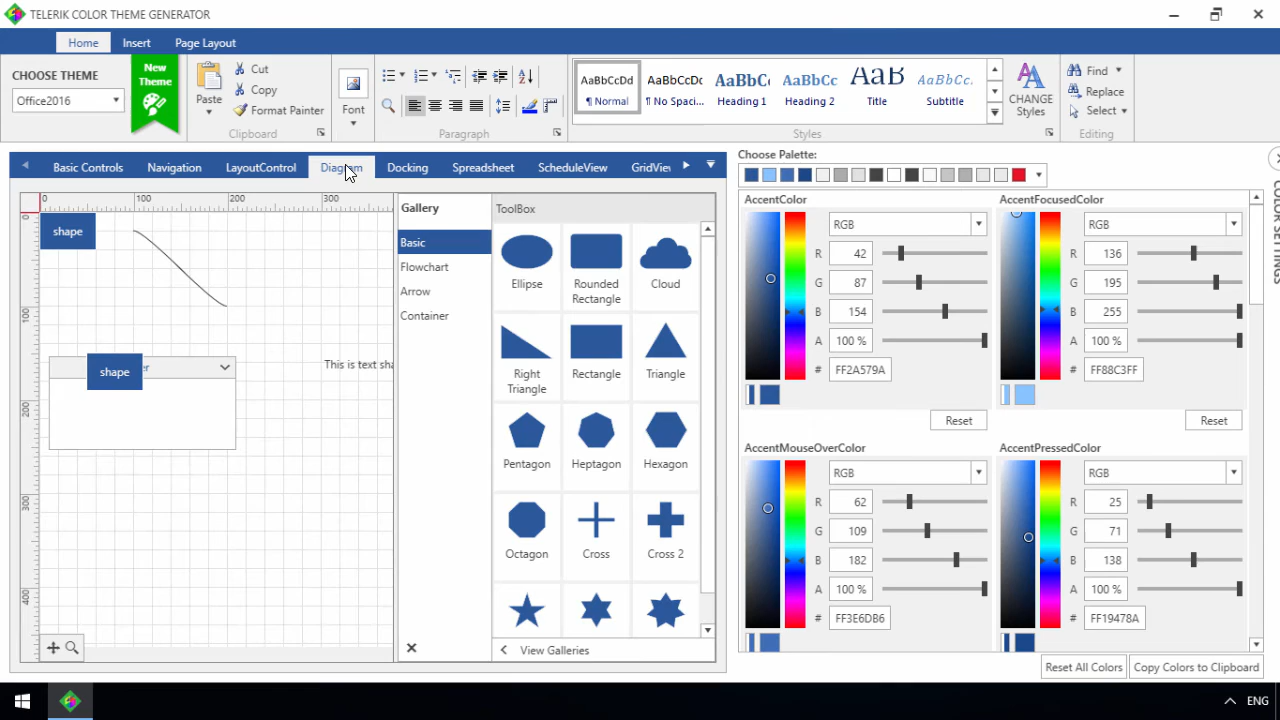 TELERIK COLOR THEME GENERATOR
Home Insert Page Layout
CHOOSE THEME
Office2016
New
Theme
Paste
Cut
Copy
Format Painter
Clipboard
Font
Paragraph
AaBbCcDd
¶ Normal
AaBbCcDc
¶ No Spaci...
AaBbCc
Heading 1
AaBbCc
Heading 2
AaB
Title
AaBbCc.
Subtitle
CHANGE
Styles
Styles
Find
Replace
Select
Editing
Basic Controls Navigation LayoutControl Diagram Docking Spreadsheet ScheduleView GridView
0 100 200 300
0
100
200
300
400
shape
shape
This is text sha
Gallery
Basic
Flowchart
Arrow
Container
ToolBox
Ellipse
Rounded
Rectangle
Cloud
Right
Triangle
Rectangle
Triangle
Pentagon
Heptagon
Hexagon
Octagon
Cross
Cross 2
View Galleries
Choose Palette:
COLOR SETTINGS
AccentColor
RGB
R 42
G 87
B 154
A 100 %
# FF2A579A
Reset
AccentFocusedColor
RGB
R 136
G 195
B 255
A 100 %
# FF88C3FF
Reset
AccentMouseOverColor
RGB
R 62
G 109
B 182
A 100 %
# FF3E6DB6
AccentPressedColor
RGB
R 25
G 71
B 138
A 100 %
# FF19478A
Reset All Colors
Copy Colors to Clipboard
ENG